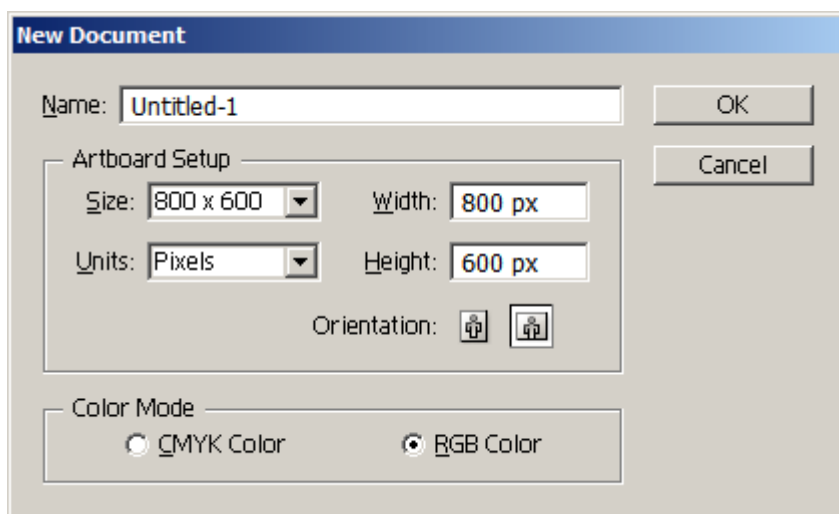 New Document
Name: Untitled-1 OK
Artboard Setup Cancel
Size: 800 x 600 Width: 800 px
Units: Pixels Height: 600 px
Orientation:
Color Mode
CMYK Color RGB Color